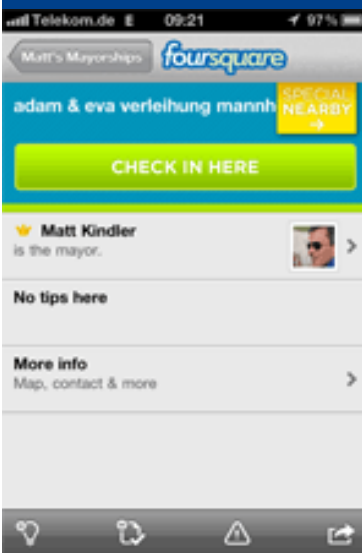 Telekom.de E 09:21 97%
Matt's Mayorships foursquare
adam & eva verleihung mannh
SPECIAL
NEARBY
CHECK IN HERE
Matt Kindler
is the mayor.
No tips here
More info
Map, contact & more